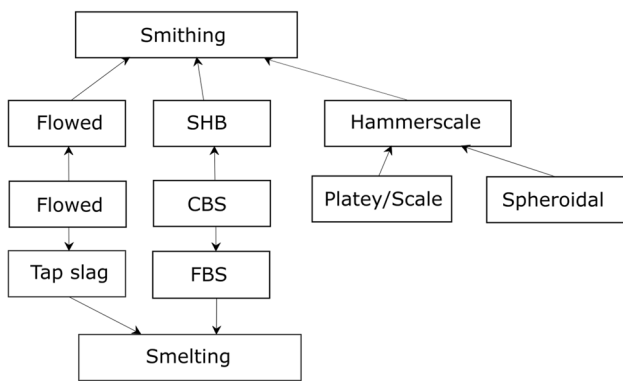 Smithing
Flowed
SHB
Hammerscale
Flowed
CBS
Platey/Scale
Spheroidal
Tap slag
FBS
Smelting